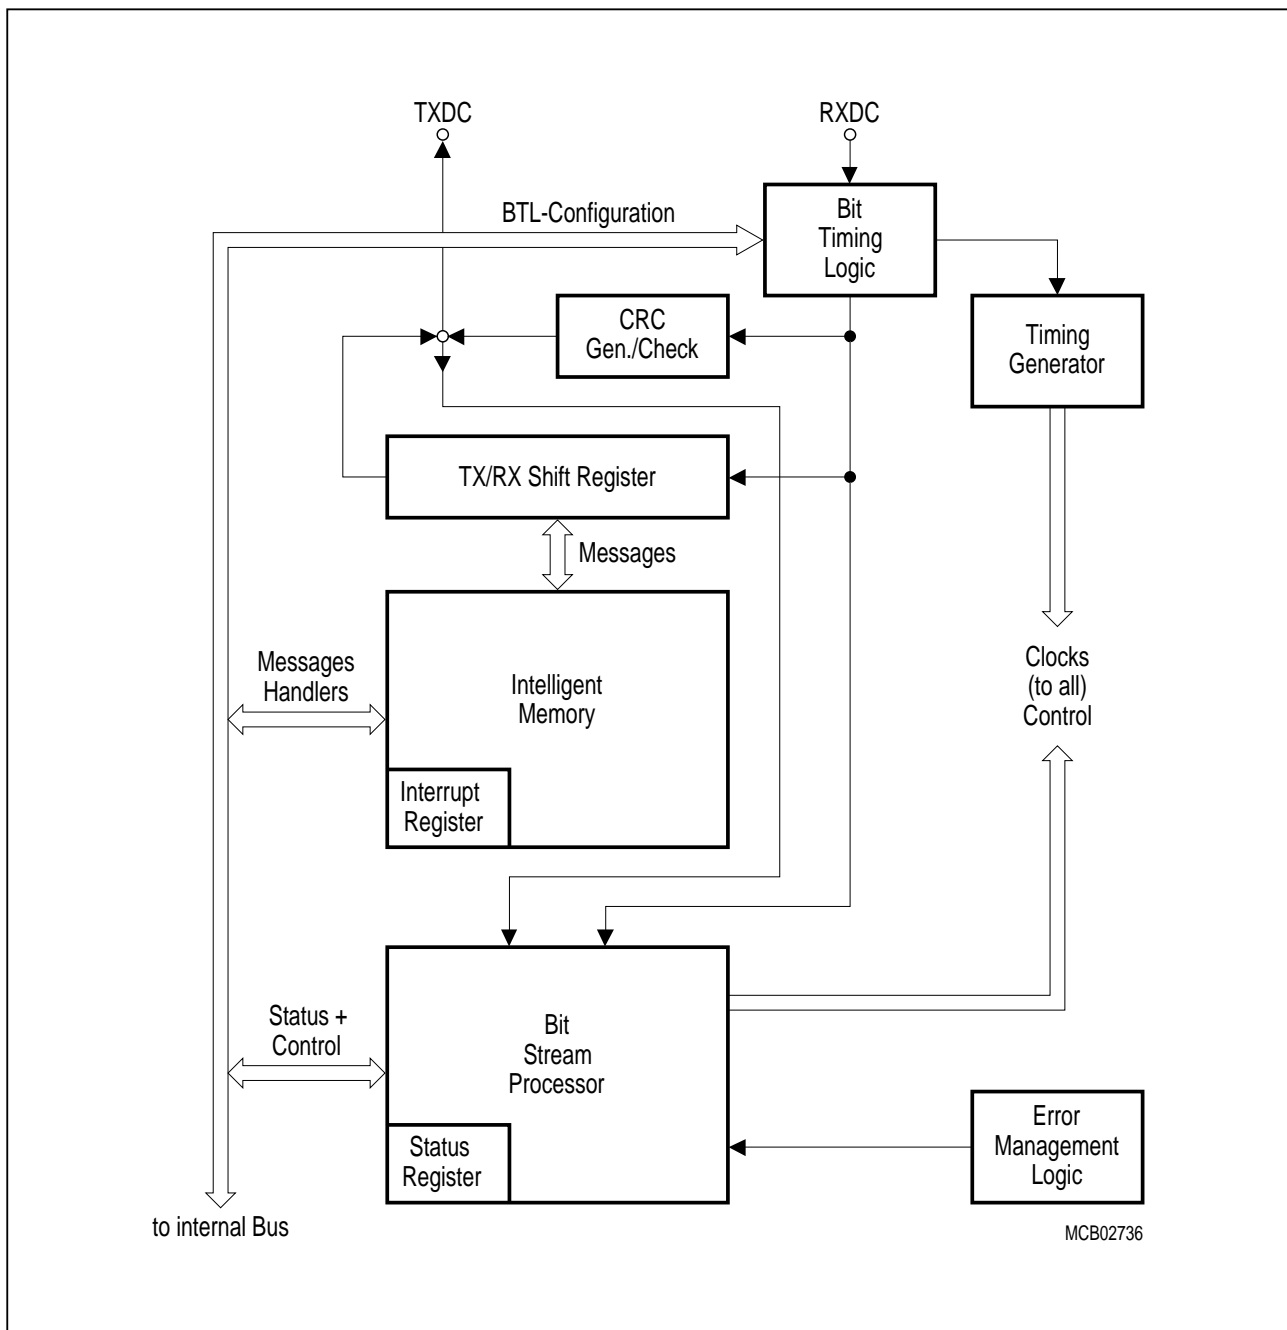 TXDC
RXDC
BTL-Configuration
Bit
Timing
Logic
CRC
Gen./Check
Timing
Generator
TX/RX Shift Register
Messages
Messages
Handlers
Intelligent
Memory
Clocks
(to all)
Control
Interrupt
Register
Status +
Control
Bit
Stream
Processor
Error
Management
Logic
Status
Register
to internal Bus
MCB02736